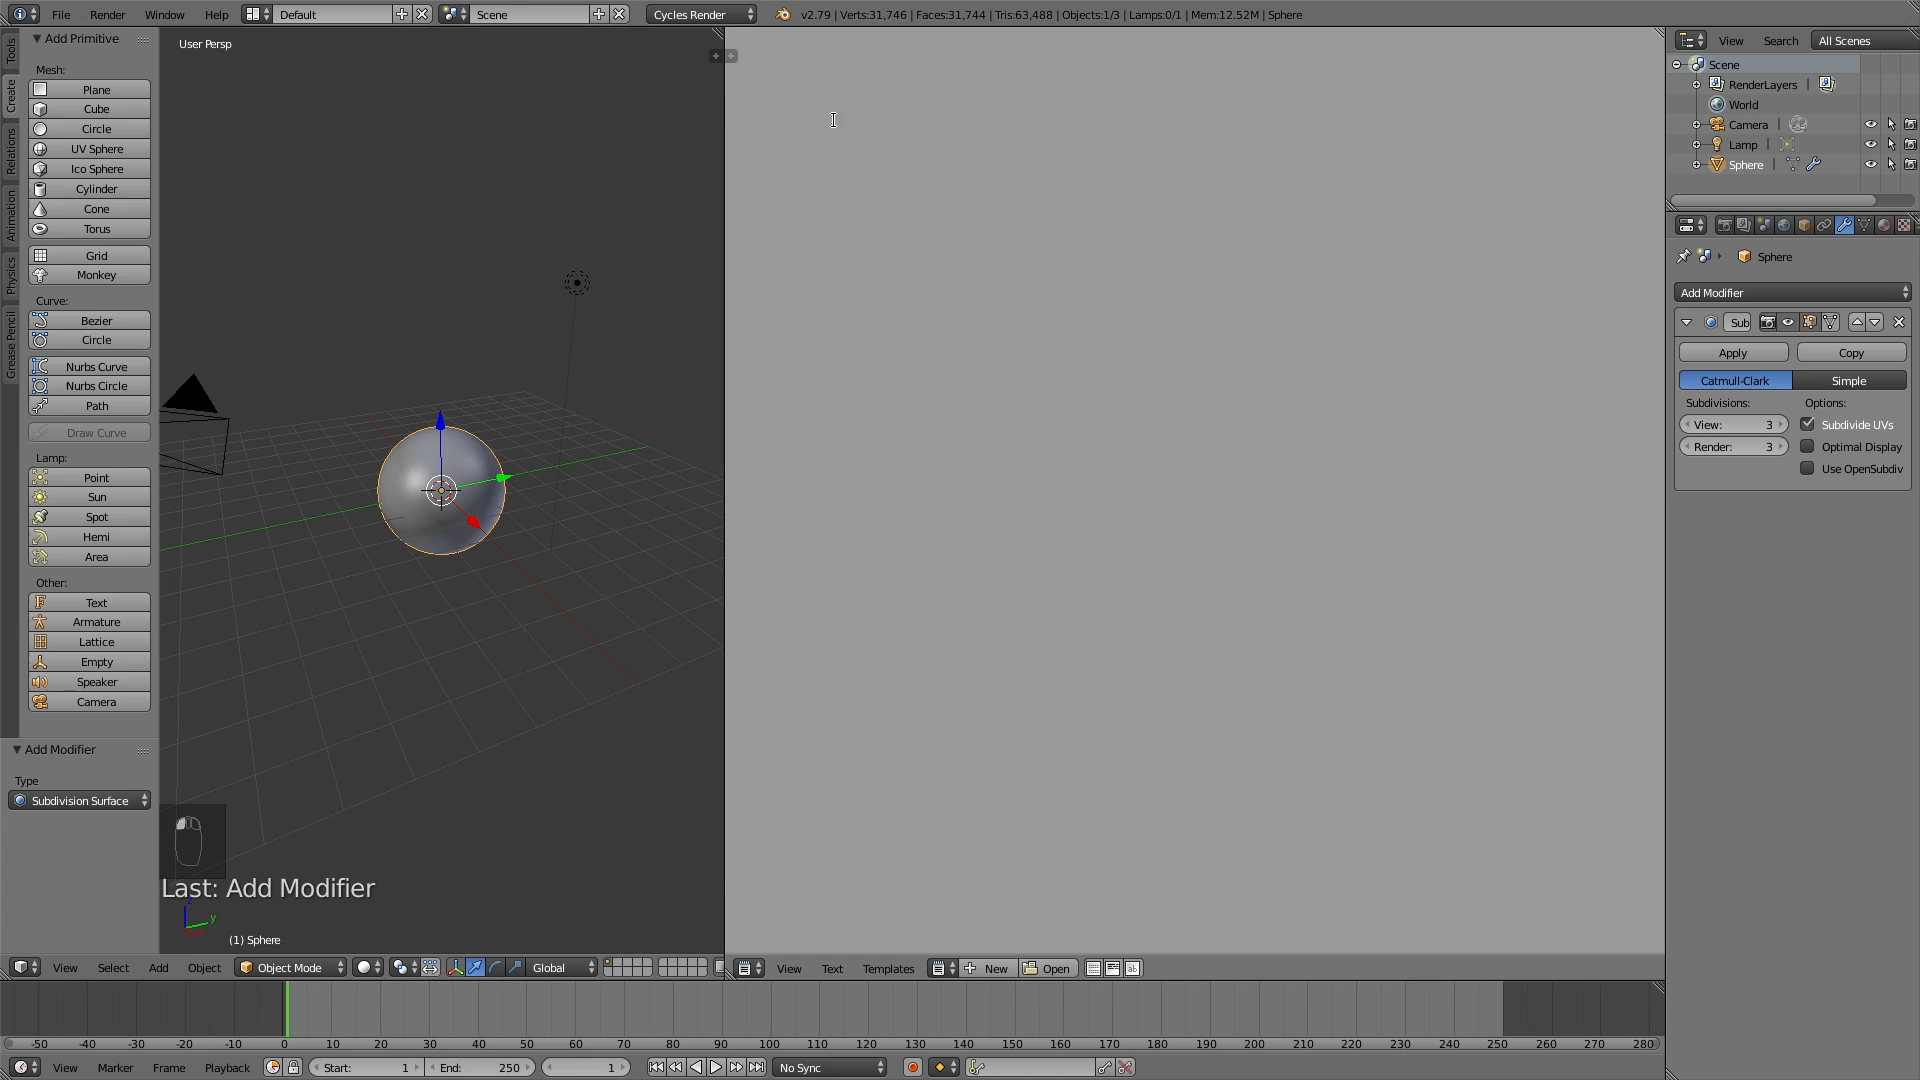 File Render Window Help Default Scene Cycles Render v2.79 | Verts:31,746 | Faces:31,744 | Tris:63,488 | Objects:1/3 | Lamps:0/1 | Mem:12.52M | Sphere
Tools
Create
Relations
Animation
Physics
Grease Pencil
Add Primitive
Mesh:
Plane
Cube
Circle
UV Sphere
Ico Sphere
Cylinder
Cone
Torus
Grid
Monkey
Curve:
Bezier
Circle
Nurbs Curve
Nurbs Circle
Path
Draw Curve
Lamp:
Point
Sun
Spot
Hemi
Area
Other:
Text
Armature
Lattice
Empty
Speaker
Camera
Add Modifier
Type
Subdivision Surface
User Persp
Last: Add Modifier
z
y
(1) Sphere
View Select Add Object Object Mode Global
View Text Templates New Open
View Search All Scenes
Scene
RenderLayers |
World
Camera |
Lamp |
Sphere |
Sphere
Add Modifier
Sub
Apply Copy
Catmull-Clark Simple
Subdivisions: Options:
View: 3 Subdivide UVs
Render: 3 Optimal Display
Use OpenSubdiv
-50 -40 -30 -20 -10 0 10 20 30 40 50 60 70 80 90 100 110 120 130 140 150 160 170 180 190 200 210 220 230 240 250 260 270 280
View Marker Frame Playback Start: 1 End: 250 1 No Sync